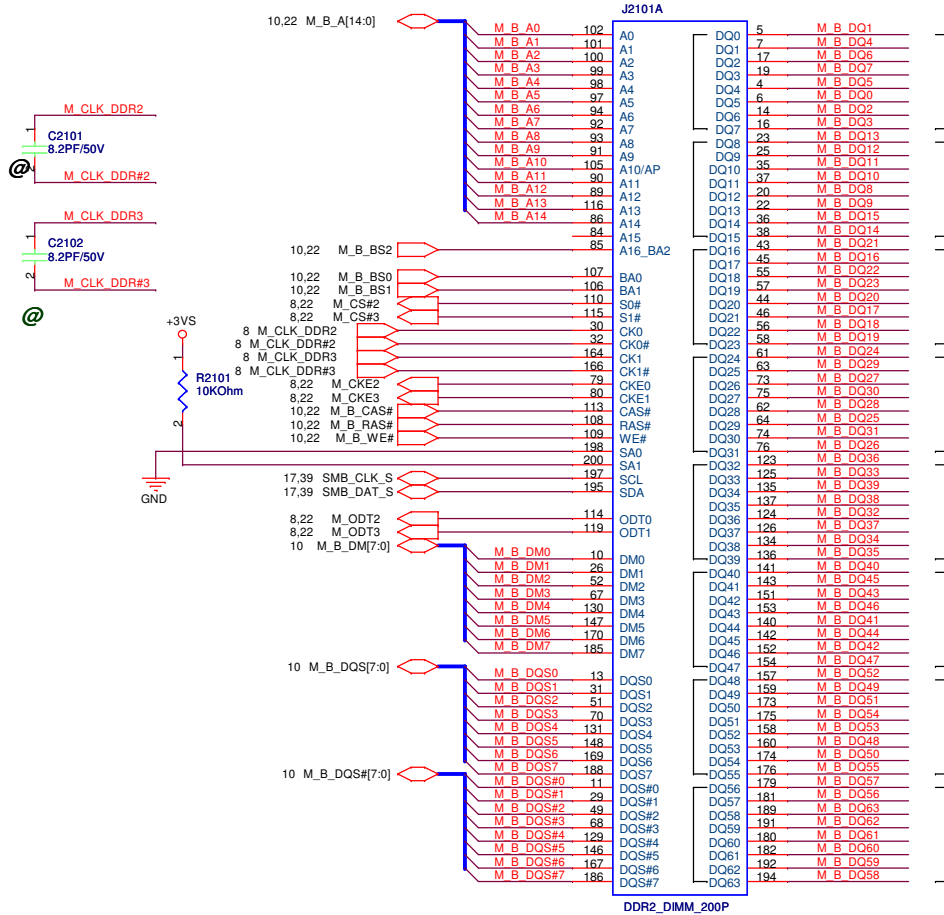 J2101A
10,22 M_B_A[14:0]
M_B_A0 102 A0
M_B_A1 101 A1
M_B_A2 100 A2
M_B_A3 99 A3
M_B_A4 98 A4
M_B_A5 97 A5
M_B_A6 94 A6
M_B_A7 92 A7
M_B_A8 93 A8
M_B_A9 91 A9
M_B_A10 105 A10/AP
M_B_A11 90 A11
M_B_A12 89 A12
M_B_A13 116 A13
M_B_A14 86 A14
84 A15
10,22 M_B_BS2 85 A16_BA2
10,22 M_B_BS0 107 BA0
10,22 M_B_BS1 106 BA1
8,22 M_CS#2 110 S0#
8,22 M_CS#3 115 S1#
8 M_CLK_DDR2 30 CK0
8 M_CLK_DDR#2 32 CK0#
8 M_CLK_DDR3 164 CK1
8 M_CLK_DDR#3 166 CK1#
8,22 M_CKE2 79 CKE0
8,22 M_CKE3 80 CKE1
10,22 M_B_CAS# 113 CAS#
10,22 M_B_RAS# 108 RAS#
10,22 M_B_WE# 109 WE#
198 SA0
200 SA1
17,39 SMB_CLK_S 197 SCL
17,39 SMB_DAT_S 195 SDA
8,22 M_ODT2 114 ODT0
8,22 M_ODT3 119 ODT1
10 M_B_DM[7:0]
M_B_DM0 10 DM0
M_B_DM1 26 DM1
M_B_DM2 52 DM2
M_B_DM3 67 DM3
M_B_DM4 130 DM4
M_B_DM5 147 DM5
M_B_DM6 170 DM6
M_B_DM7 185 DM7
10 M_B_DQS[7:0]
M_B_DQS0 13 DQS0
M_B_DQS1 31 DQS1
M_B_DQS2 51 DQS2
M_B_DQS3 70 DQS3
M_B_DQS4 131 DQS4
M_B_DQS5 148 DQS5
M_B_DQS6 169 DQS6
M_B_DQS7 188 DQS7
10 M_B_DQS#[7:0]
M_B_DQS#0 11 DQS#0
M_B_DQS#1 29 DQS#1
M_B_DQS#2 49 DQS#2
M_B_DQS#3 68 DQS#3
M_B_DQS#4 129 DQS#4
M_B_DQS#5 146 DQS#5
M_B_DQS#6 167 DQS#6
M_B_DQS#7 186 DQS#7
DQ0 5 M_B_DQ1
DQ1 7 M_B_DQ4
DQ2 17 M_B_DQ6
DQ3 19 M_B_DQ7
DQ4 4 M_B_DQ5
DQ5 6 M_B_DQ0
DQ6 14 M_B_DQ2
DQ7 16 M_B_DQ3
DQ8 23 M_B_DQ13
DQ9 25 M_B_DQ12
DQ10 35 M_B_DQ11
DQ11 37 M_B_DQ10
DQ12 20 M_B_DQ8
DQ13 22 M_B_DQ9
DQ14 36 M_B_DQ15
DQ15 38 M_B_DQ14
DQ16 43 M_B_DQ21
DQ17 45 M_B_DQ16
DQ18 55 M_B_DQ22
DQ19 57 M_B_DQ23
DQ20 44 M_B_DQ20
DQ21 46 M_B_DQ17
DQ22 56 M_B_DQ18
DQ23 58 M_B_DQ19
DQ24 61 M_B_DQ24
DQ25 63 M_B_DQ29
DQ26 73 M_B_DQ27
DQ27 75 M_B_DQ30
DQ28 62 M_B_DQ28
DQ29 64 M_B_DQ25
DQ30 74 M_B_DQ31
DQ31 76 M_B_DQ26
DQ32 123 M_B_DQ36
DQ33 125 M_B_DQ33
DQ34 135 M_B_DQ39
DQ35 137 M_B_DQ38
DQ36 124 M_B_DQ32
DQ37 126 M_B_DQ37
DQ38 134 M_B_DQ34
DQ39 136 M_B_DQ35
DQ40 141 M_B_DQ40
DQ41 143 M_B_DQ45
DQ42 151 M_B_DQ43
DQ43 153 M_B_DQ46
DQ44 140 M_B_DQ41
DQ45 142 M_B_DQ44
DQ46 152 M_B_DQ42
DQ47 154 M_B_DQ47
DQ48 157 M_B_DQ52
DQ49 159 M_B_DQ49
DQ50 173 M_B_DQ51
DQ51 175 M_B_DQ54
DQ52 158 M_B_DQ53
DQ53 160 M_B_DQ48
DQ54 174 M_B_DQ50
DQ55 176 M_B_DQ55
DQ56 179 M_B_DQ57
DQ57 181 M_B_DQ56
DQ58 189 M_B_DQ63
DQ59 191 M_B_DQ62
DQ60 180 M_B_DQ61
DQ61 182 M_B_DQ60
DQ62 192 M_B_DQ59
DQ63 194 M_B_DQ58
DDR2_DIMM_200P
M_CLK_DDR2
1
C2101
8.2PF/50V
2
@
M_CLK_DDR#2
M_CLK_DDR3
1
C2102
8.2PF/50V
2
M_CLK_DDR#3
@
+3VS
1
R2101
10KOhm
2
GND